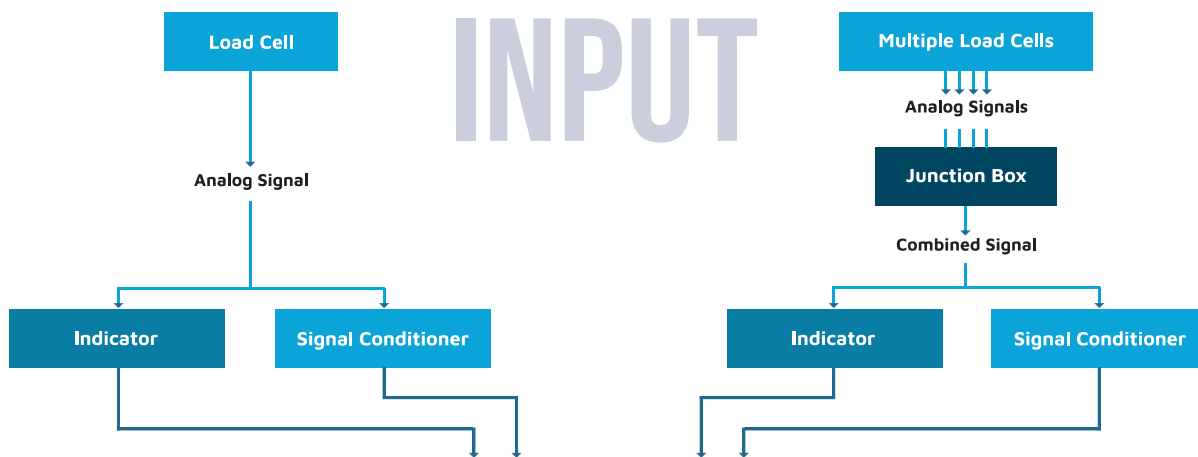 INPUT
Load Cell
Multiple Load Cells
Analog Signals
Analog Signal
Junction Box
Combined Signal
Indicator
Signal Conditioner
Indicator
Signal Conditioner